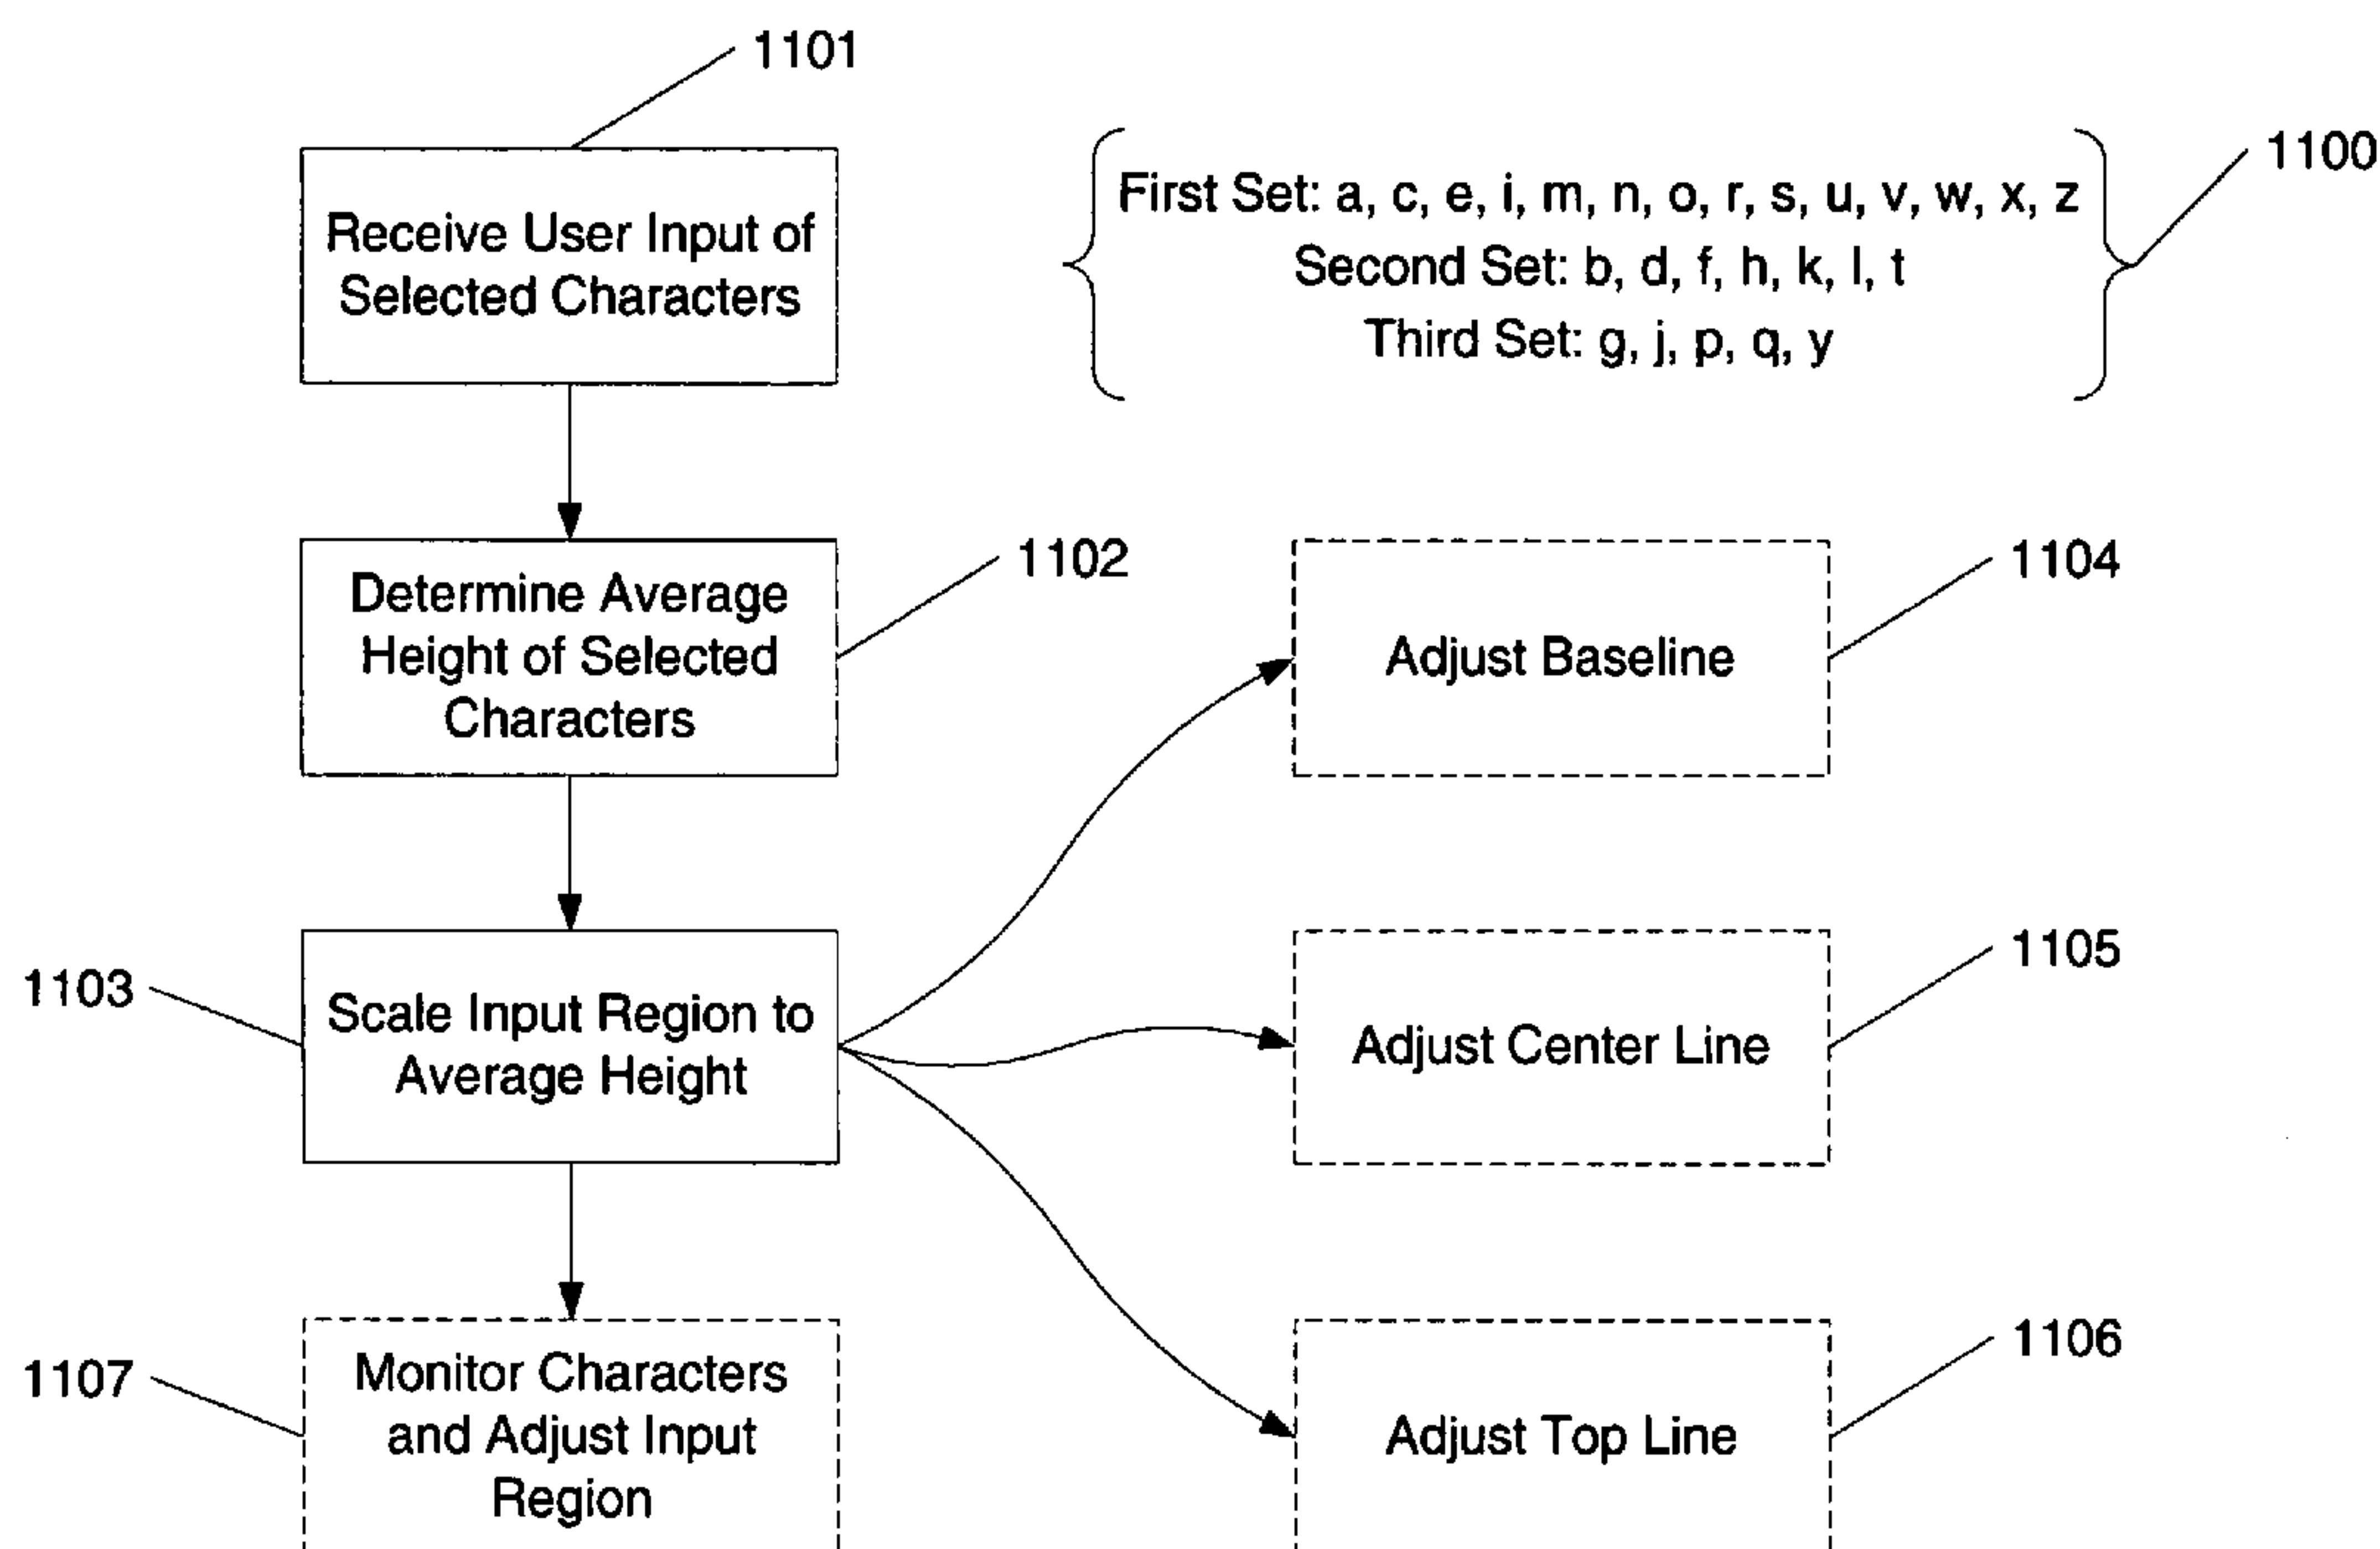 1101
1100
Receive User Input of
Selected Characters
First Set: a, c, e, i, m, n, o, r, s, u, v, w, x, z
Second Set: b, d, f, h, k, l, t
Third Set: g, j, p, q, y
1102
Determine Average
Height of Selected
Characters
1104
Adjust Baseline
1103
Scale Input Region to
Average Height
1105
Adjust Center Line
1107
Monitor Characters
and Adjust Input
Region
1106
Adjust Top Line